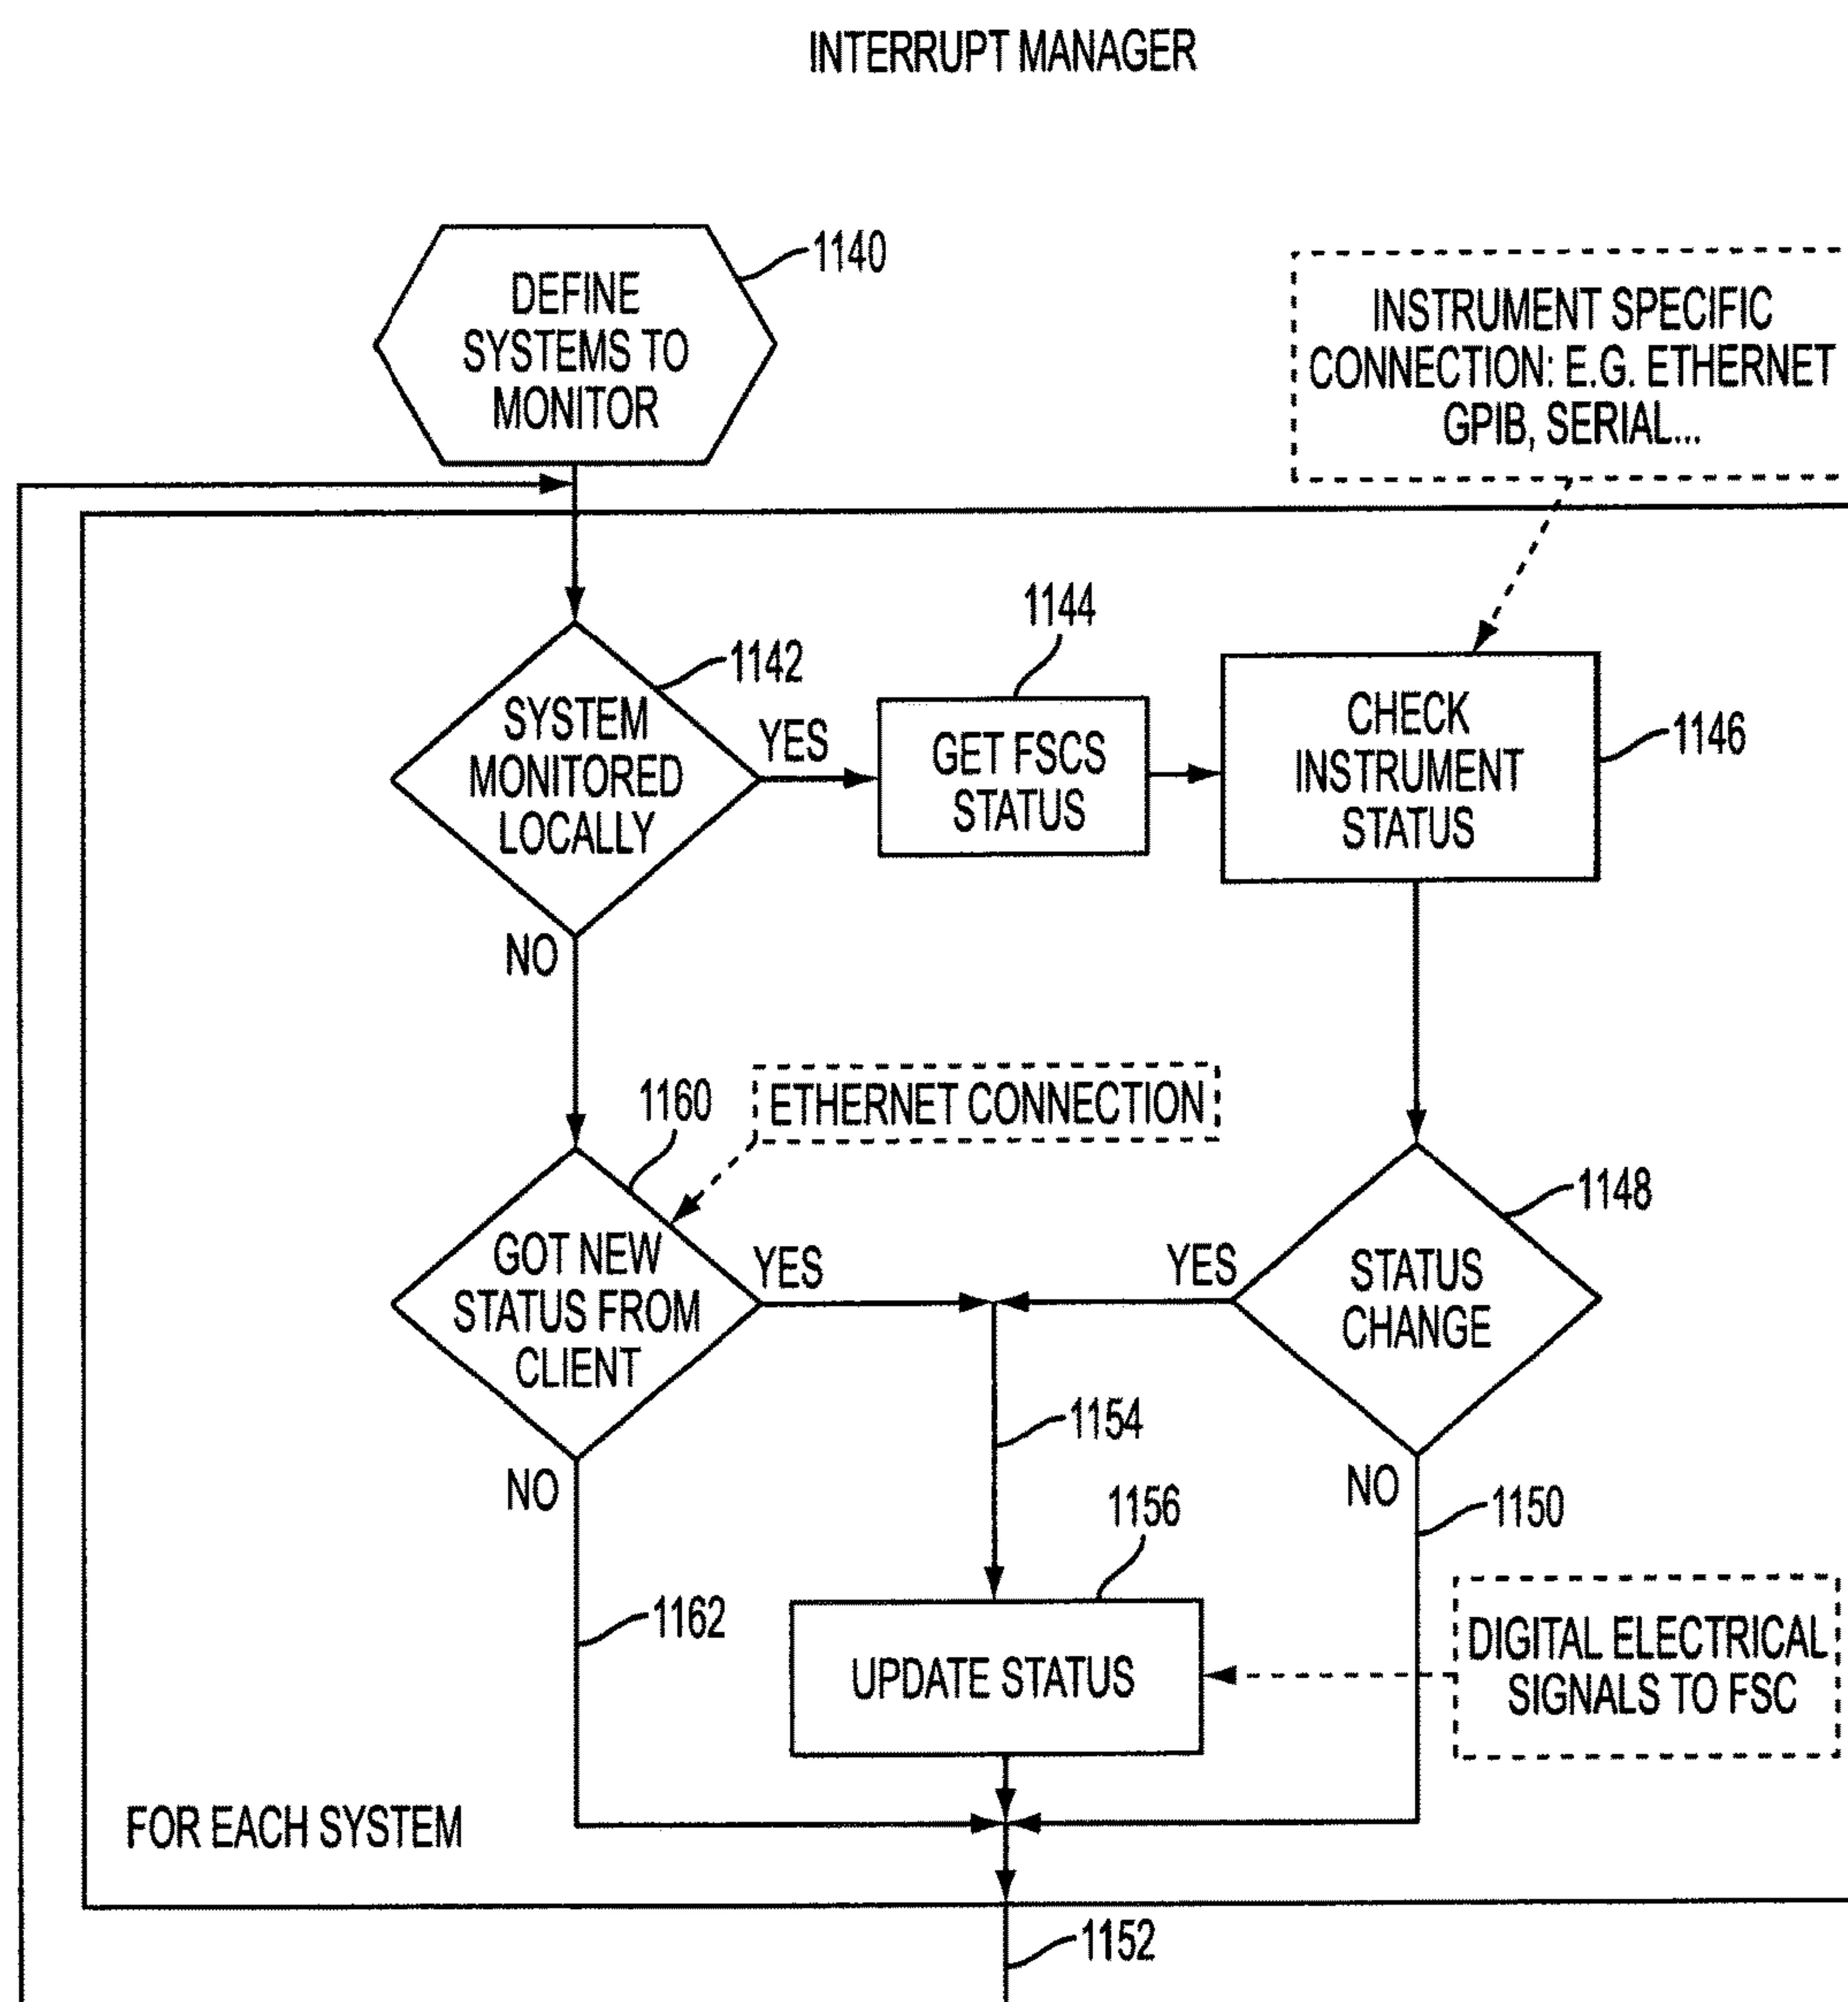 INTERRUPT MANAGER
DEFINE
SYSTEMS TO
MONITOR
1140
INSTRUMENT SPECIFIC
CONNECTION: E.G. ETHERNET
GPIB, SERIAL...
SYSTEM
MONITORED
LOCALLY
1142
YES
NO
GET FSCS
STATUS
1144
CHECK
INSTRUMENT
STATUS
1146
1160
ETHERNET CONNECTION
GOT NEW
STATUS FROM
CLIENT
YES
NO
YES
STATUS
CHANGE
1148
NO
1154
1150
1156
1162
UPDATE STATUS
DIGITAL ELECTRICAL
SIGNALS TO FSC
FOR EACH SYSTEM
1152